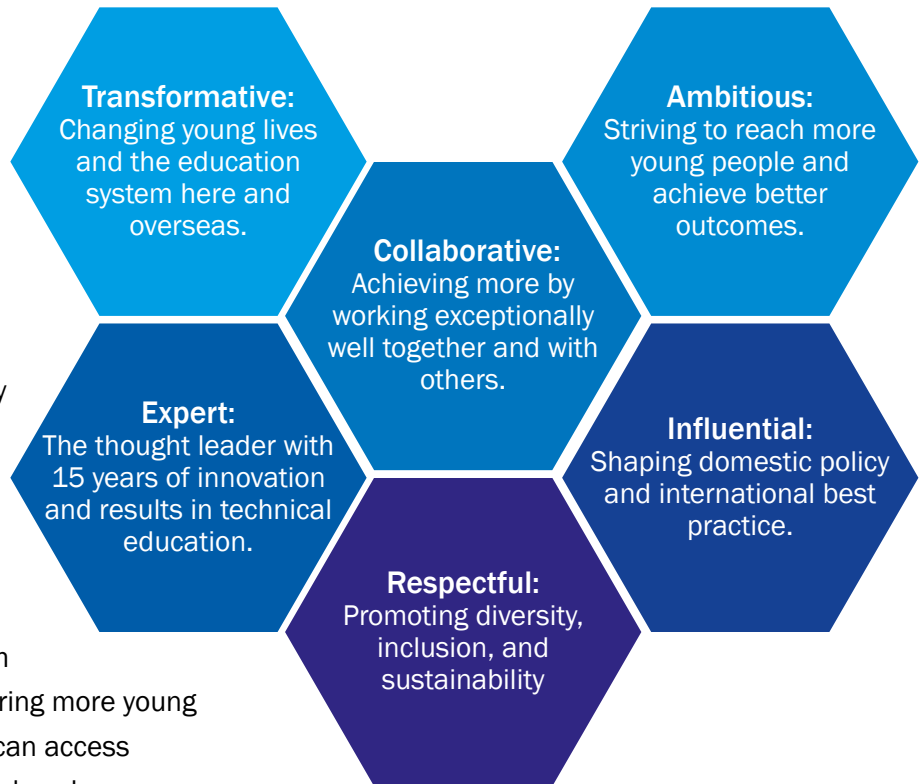 Transformative:
Changing young lives
and the education
system here and
overseas.
Ambitious:
Striving to reach more
young people and
achieve better
outcomes.
Collaborative:
Achieving more by
working exceptionally
well together and with
others.
Expert:
The thought leader with
15 years of innovation
and results in technical
education.
Influential:
Shaping domestic policy
and international best
practice.
Respectful:
Promoting diversity,
inclusion, and
sustainability
more young
can access